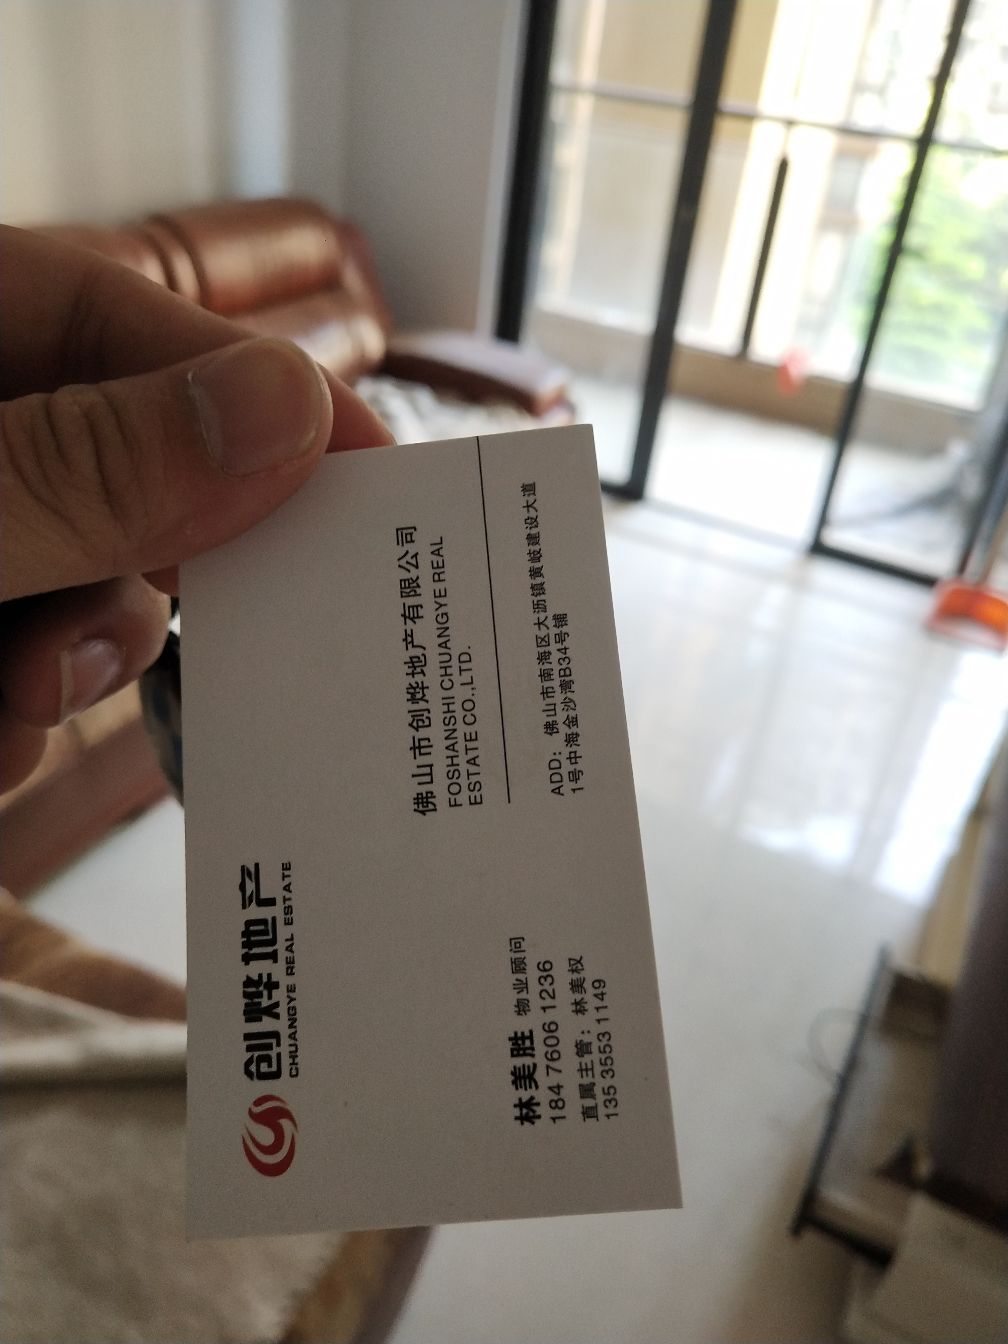 创烨地产
CHUANGYE REAL ESTATE
佛山市创烨地产有限公司
FOSHANSHI CHUANGYE REAL
ESTATE CO.,LTD.
林美胜 物业顾问
184 7606 1236
直属主管：林美权
135 3553 1149
ADD：佛山市南海区大沥镇黄岐建设大道
1号中海金沙湾B34号铺